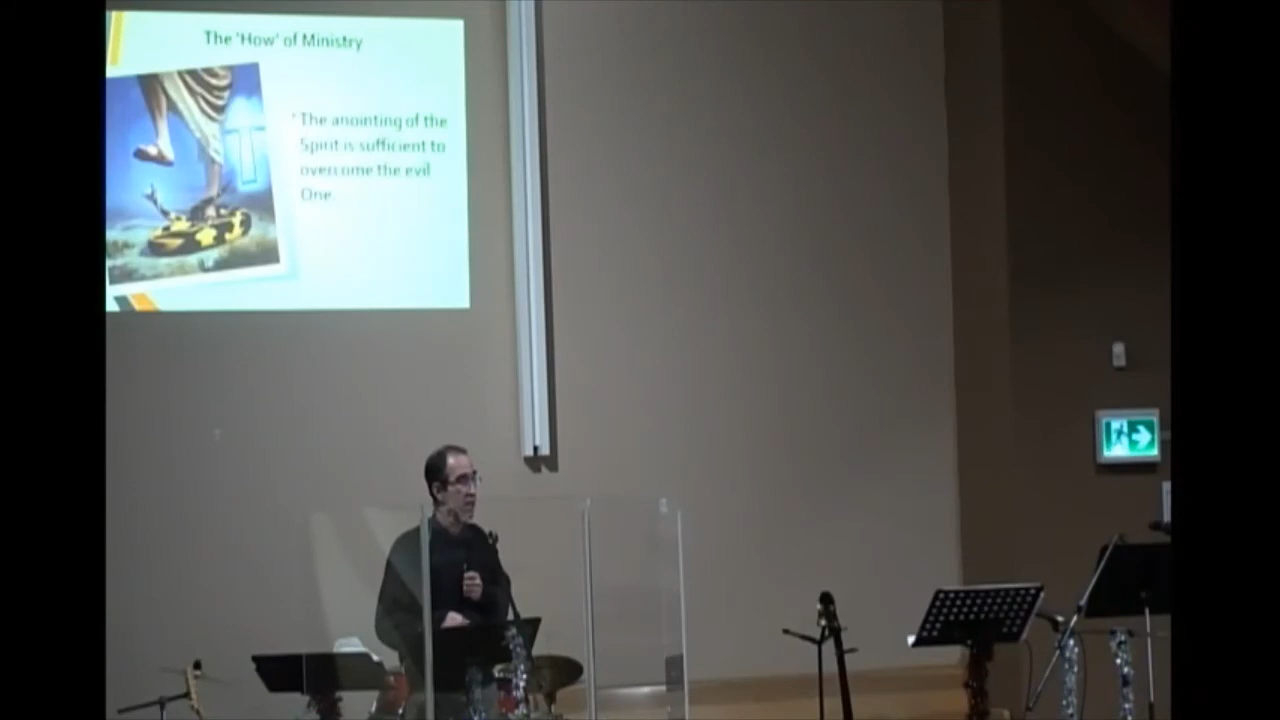 The 'How' of Ministry
The anointing of the
Spirit is sufficient to
overcome the evil
One